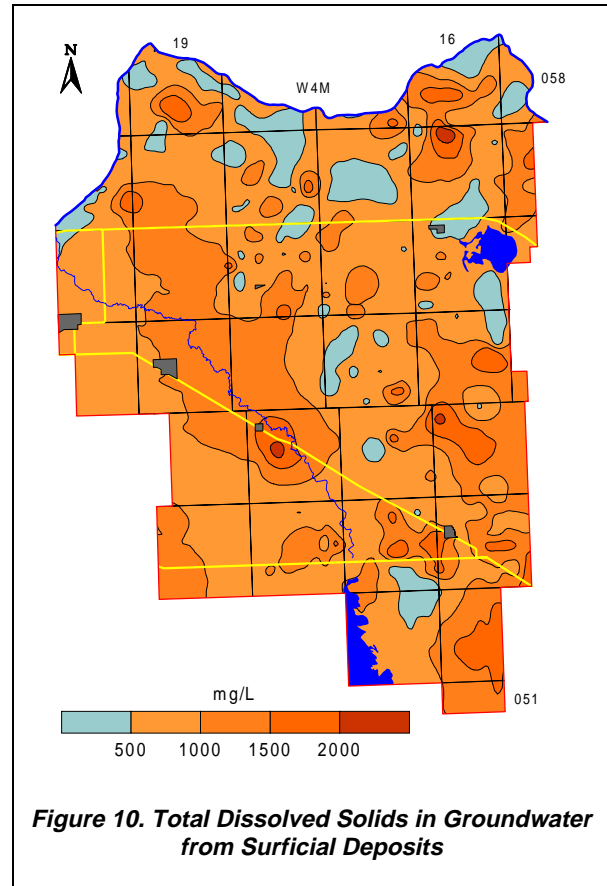 19
16
N
W4M
058
mg/L
051
500 1000 1500 2000
Figure 10. Total Dissolved Solids in Groundwater
from Surficial Deposits